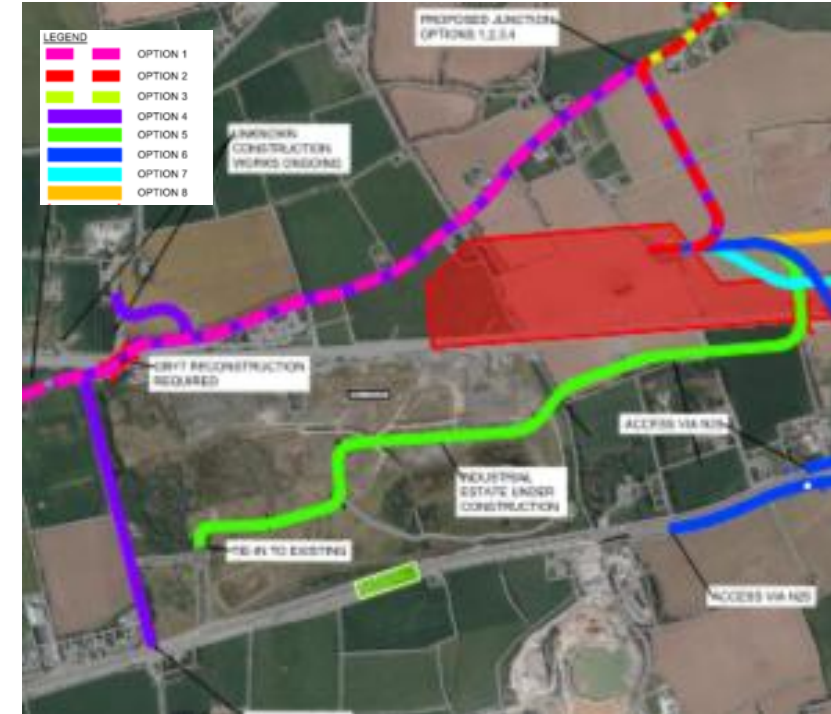 LEGEND
OPTION 1
OPTION 2
OPTION 3
OPTION 4
OPTION 5
OPTION 6
OPTION 7
OPTION 8
PROPOSED JUNCTION
OPTIONS 1,2,3,4
UNKNOWN
CONSTRUCTION
WORKS ONGOING
RECONSTRUCTION
REQUIRED
ACCESS VIA N25
INDUSTRIAL
ESTATE UNDER
CONSTRUCTION
TIE-IN TO EXISTING
ACCESS VIA N25